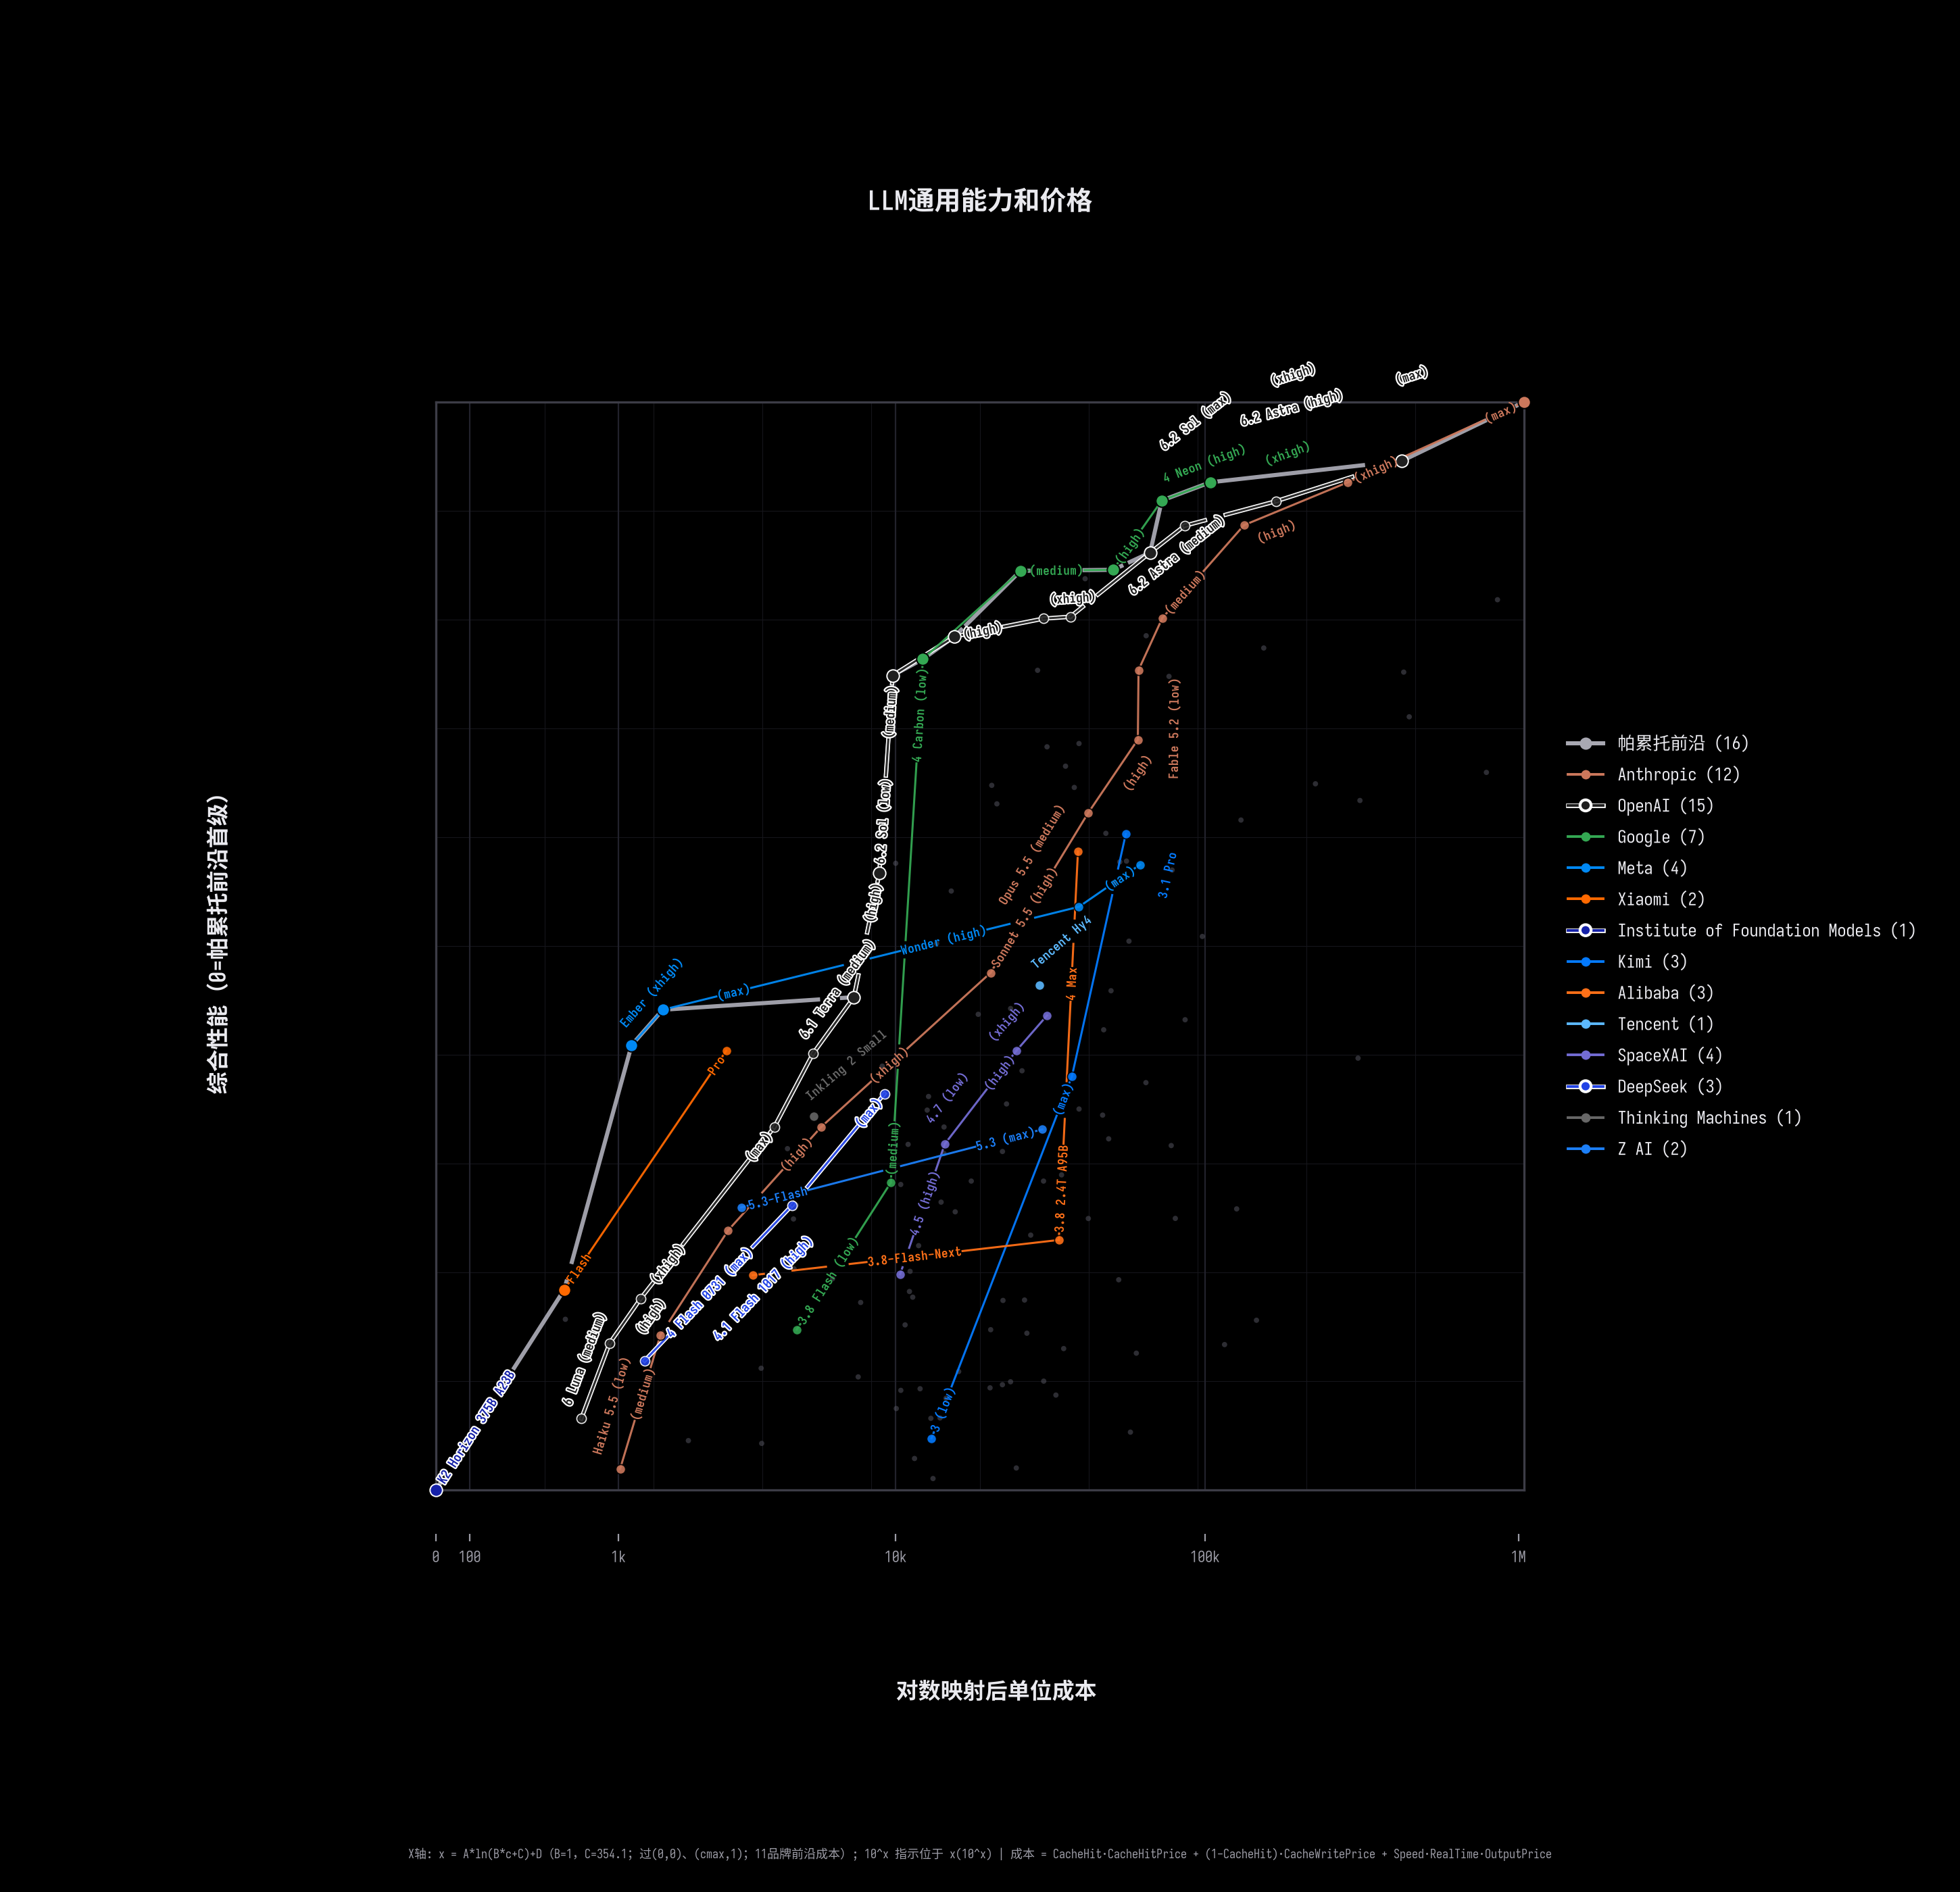 LLM通用能力和价格
(xhigh)
(max)
6.2 Sol (max)
6.2 Astra (high)
(max)
4 Neon (high)
(xhigh)
(xhigh)
(high)
(high)
6.2 Astra (medium)
(medium)
(medium)
(xhigh)
(high)
4 Carbon (low)
(medium)
Fable 5.2 (low)
(high)
6.2 Sol (low)
Opus 5.5 (medium)
(high)
3.1 Pro
(max)
Sonnet 5.5 (high)
Wonder (high)
Tencent Hy4
6.1 Terra (medium)
4 Max
Ember (xhigh)
(max)
(xhigh)
Inkling 2 Small
(xhigh)
Pro
(high)
4.7 (low)
(max)
(max)
5.3 (max)
(medium)
(max)
(high)
3.8 2.4T A95B
5.3-Flash
4.5 (high)
(xhigh)
3.8-Flash-Next
3.8 Flash (low)
Flash
4 Flash 0731 (max)
4.1 Flash 1017 (high)
(high)
6 Luna (medium)
Haiku 5.5 (low)
(medium)
3 (low)
K2 Horizon 375B A23B
综合性能 (0=帕累托前沿首级)
帕累托前沿 (16)
Anthropic (12)
OpenAI (15)
Google (7)
Meta (4)
Xiaomi (2)
Institute of Foundation Models (1)
Kimi (3)
Alibaba (3)
Tencent (1)
SpaceXAI (4)
DeepSeek (3)
Thinking Machines (1)
Z AI (2)
0 100 1k 10k 100k 1M
对数映射后单位成本
X轴: x = A*ln(B*c+C)+D (B=1, C=354.1; 过(0,0)、(cmax,1); 11品牌前沿成本) ; 10^x 指示位于 x(10^x) | 成本 = CacheHit·CacheHitPrice + (1-CacheHit)·CacheWritePrice + Speed·RealTime·OutputPrice